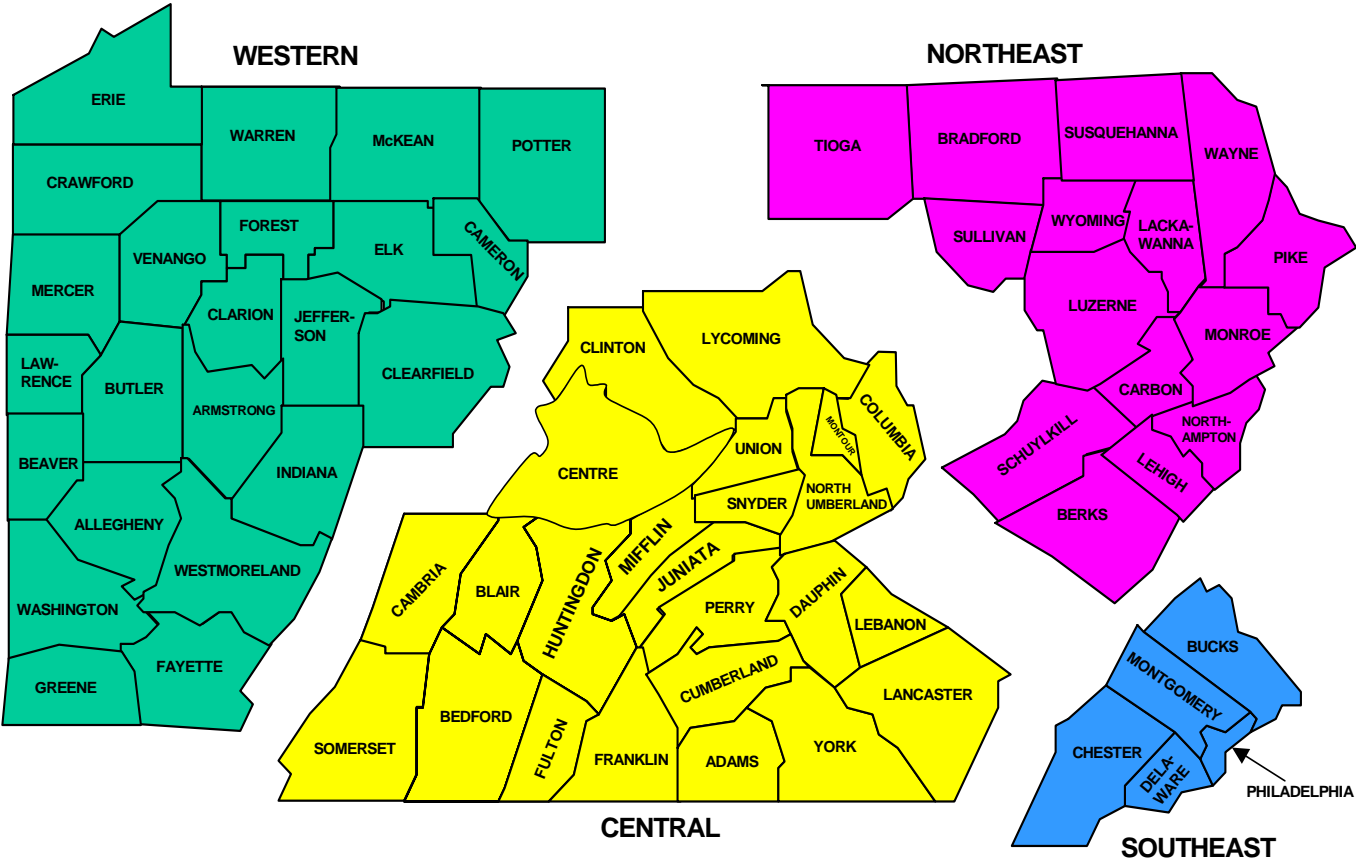 WESTERN
ERIE
WARREN
McKEAN
POTTER
CRAWFORD
FOREST
ELK
CAMERON
VENANGO
MERCER
CLARION
JEFFER-
SON
LAW-
RENCE
BUTLER
CLEARFIELD
ARMSTRONG
BEAVER
INDIANA
ALLEGHENY
WESTMORELAND
WASHINGTON
FAYETTE
GREENE
NORTHEAST
TIOGA
BRADFORD
SUSQUEHANNA
WAYNE
SULLIVAN
WYOMING
LACKA-
WANNA
PIKE
LUZERNE
MONROE
CARBON
NORTH-
AMPTON
SCHUYLKILL
LEHIGH
BERKS
LYCOMING
CLINTON
COLUMBIA
MONTOUR
UNION
CENTRE
NORTH
UMBERLAND
SNYDER
MIFFLIN
JUNIATA
HUNTINGDON
CAMBRIA
BLAIR
PERRY
DAUPHIN
LEBANON
CUMBERLAND
LANCASTER
SOMERSET
BEDFORD
FULTON
FRANKLIN
ADAMS
YORK
CENTRAL
BUCKS
MONTGOMERY
CHESTER
DELA-
WARE
PHILADELPHIA
SOUTHEAST